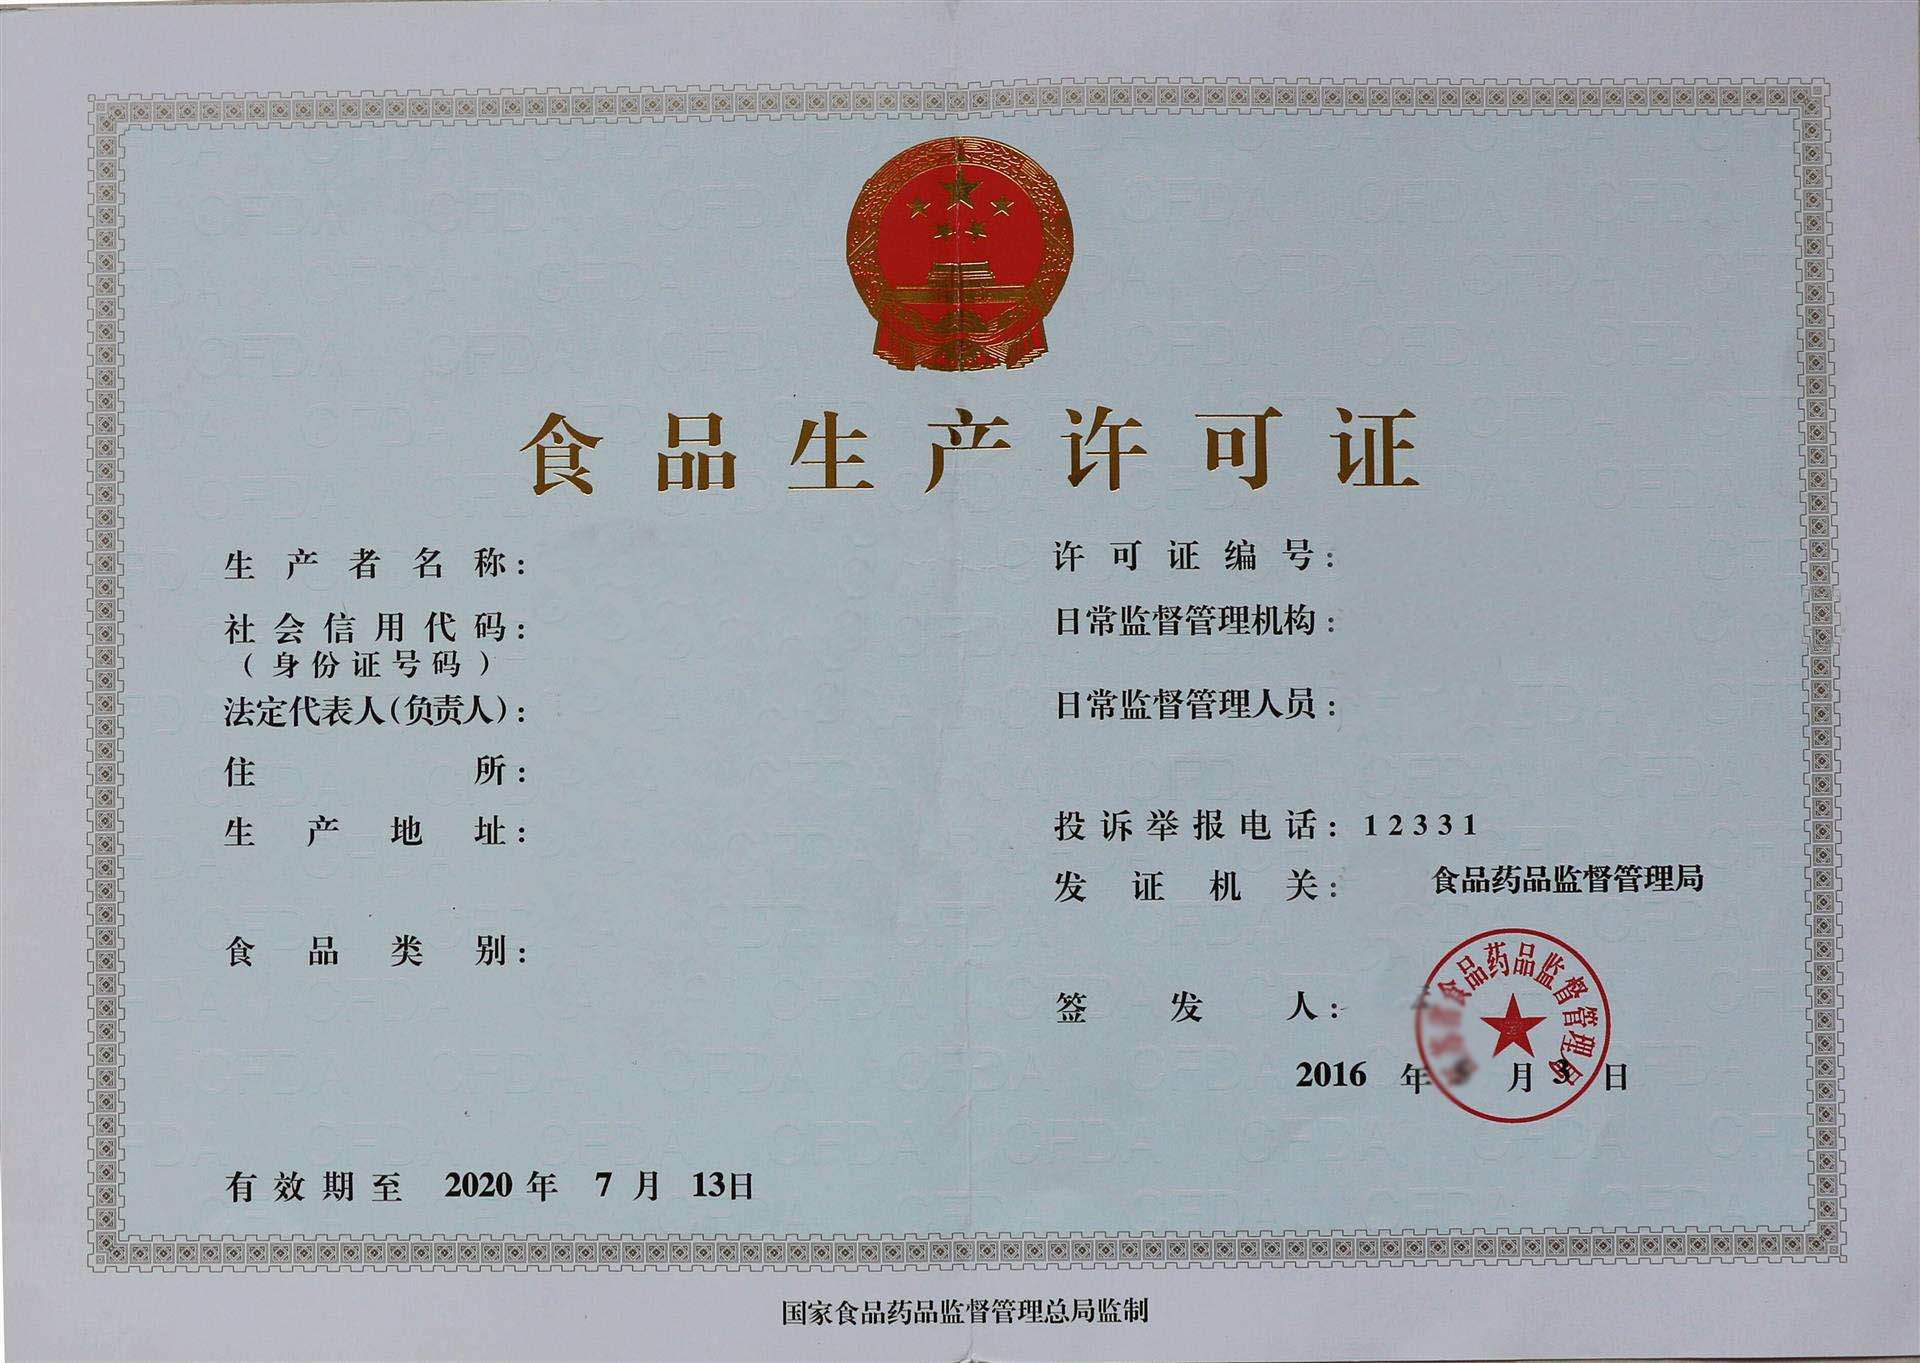 食品生产许可证
生产者名称：
社会信用代码：
（身份证号码）
法定代表人（负责人）：
住所：
生产地址：
食品类别：
有效期至 2020 年 7 月 13日
许可证编号：
日常监督管理机构：
日常监督管理人员：
投诉举报电话：12331
发证机关： 食品药品监督管理局
签发人：
食品药品监督管理局
2016 年 月 3 日
国家食品药品监督管理总局监制